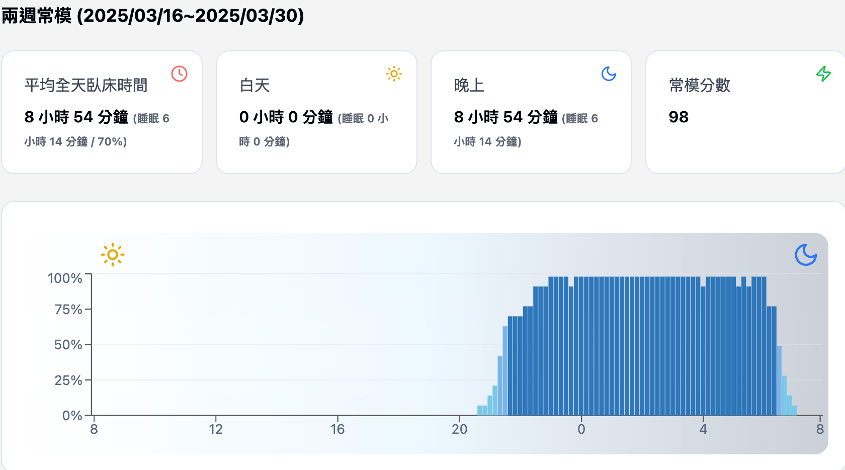 兩週常模 (2025/03/16~2025/03/30)
平均全天臥床時間
8 小時 54 分鐘 (睡眠 6
小時 14 分鐘 / 70%)
白天
0 小時 0 分鐘 (睡眠 0 小
時 0 分鐘)
晚上
8 小時 54 分鐘 (睡眠 6
小時 14 分鐘)
常模分數
98
100%
75%
50%
25%
0%
8 12 16 20 0 4 8